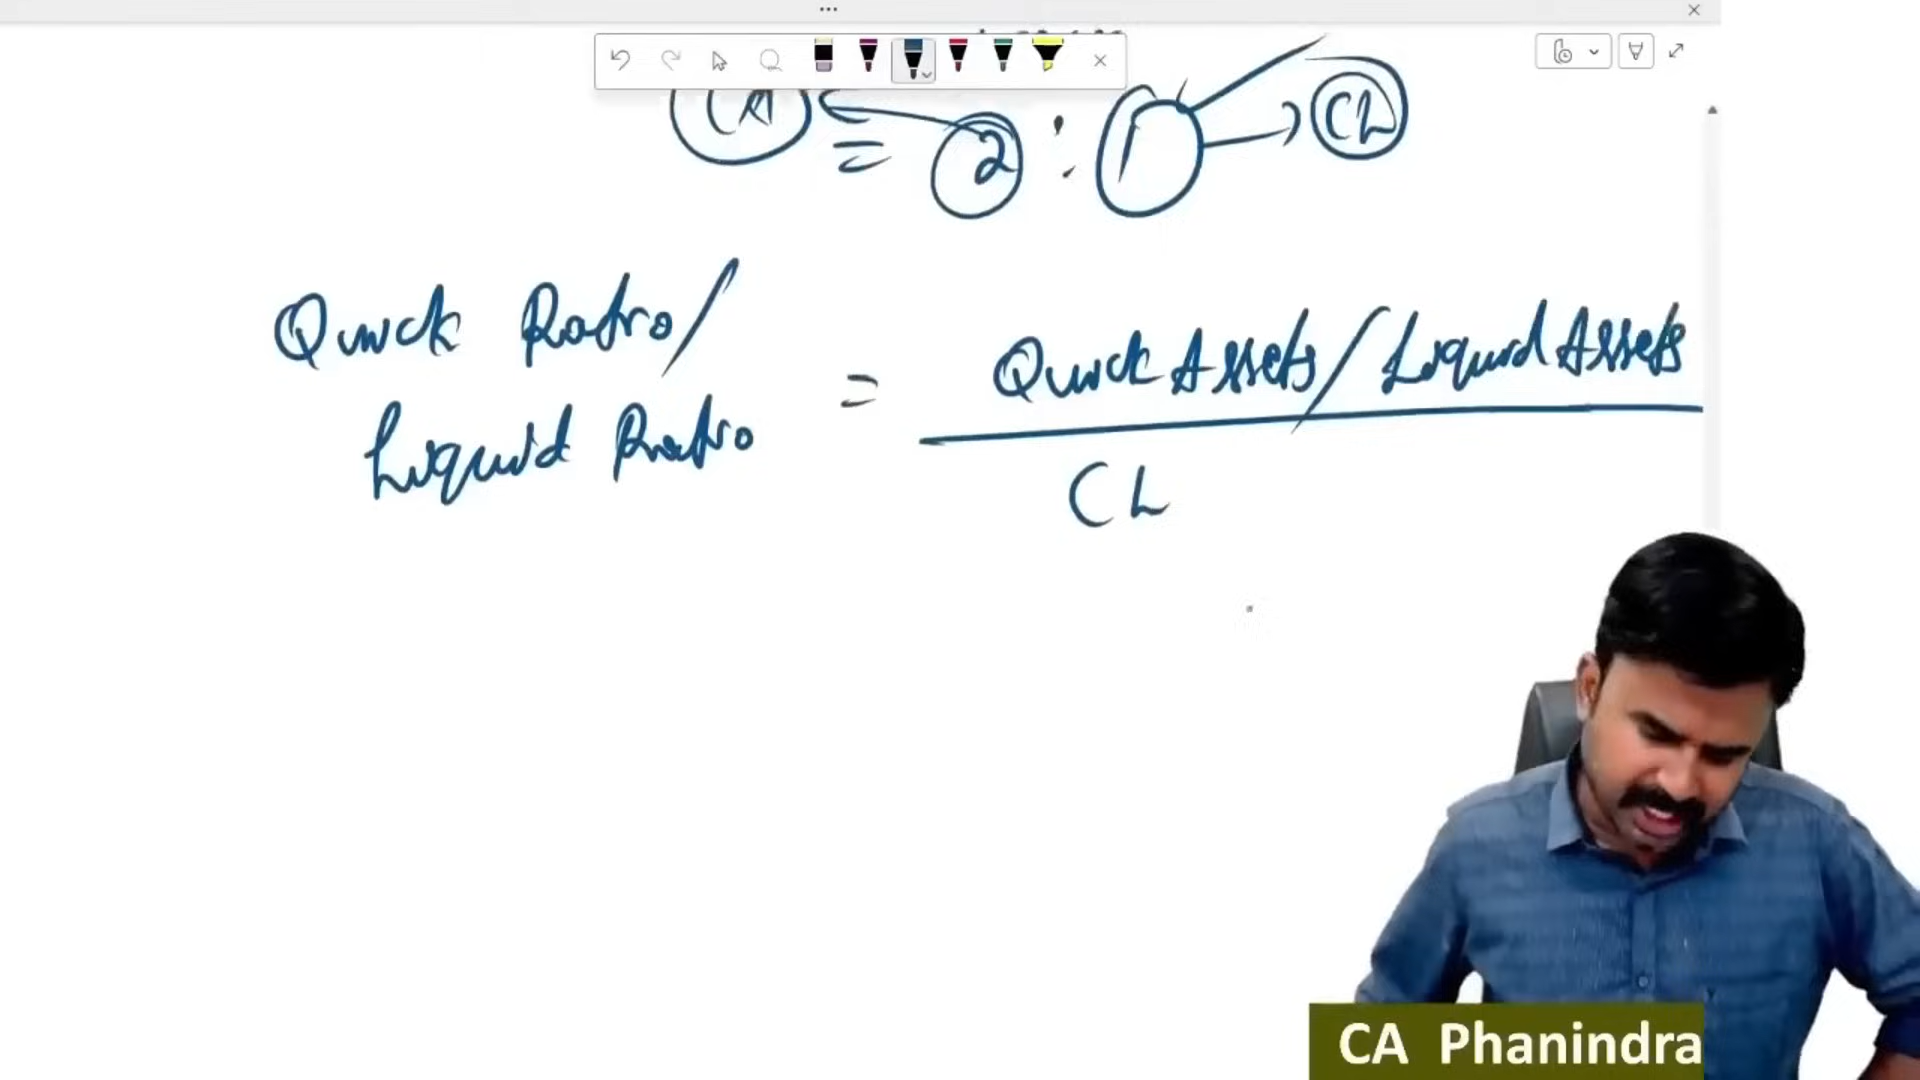 CA = 2 : 1 CL
Quick Ratio/
Liquid Ratio
= Quick Assets/Liquid Assets
CL
CA Phanindra